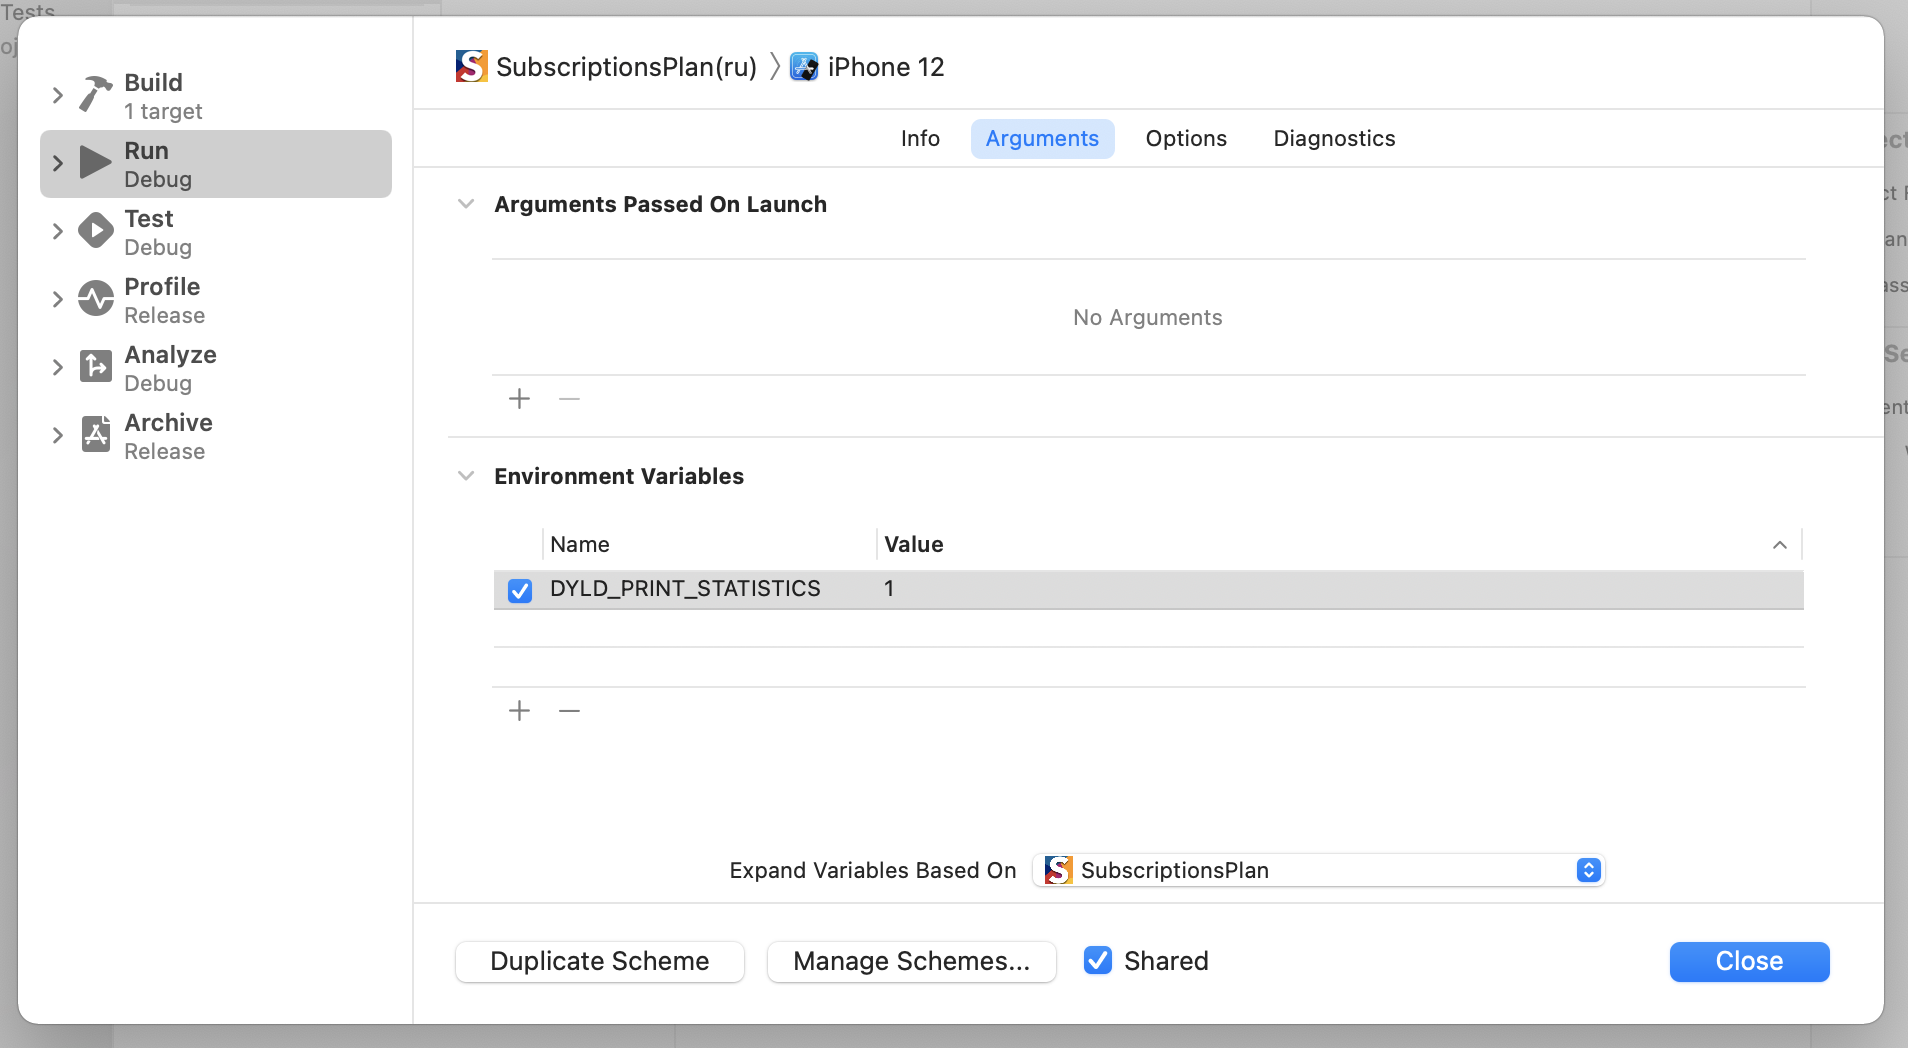 Tests
Build
1 target
Run
Debug
Test
Debug
Profile
Release
Analyze
Debug
Archive
Release
SubscriptionsPlan(ru) 〉 iPhone 12
Info Arguments Options Diagnostics
Arguments Passed On Launch
No Arguments
Environment Variables
Name Value
DYLD_PRINT_STATISTICS 1
Expand Variables Based On SubscriptionsPlan
Duplicate Scheme Manage Schemes... Shared Close